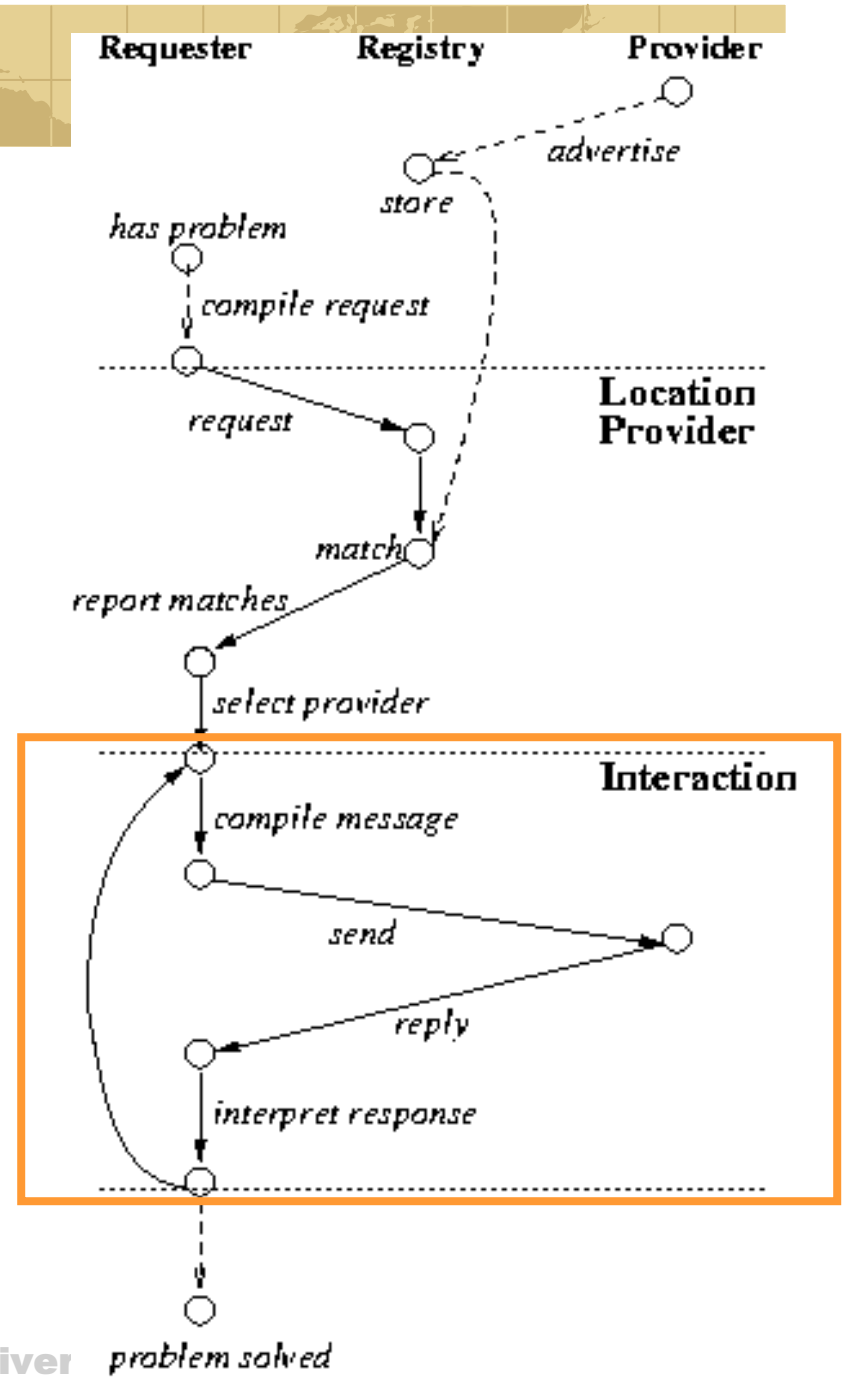 Requester Registry Provider
advertise
store
has problem
compile request
Location
Provider
request
match
report matches
select provider
Interaction
compile message
send
reply
interpret response
problem solved